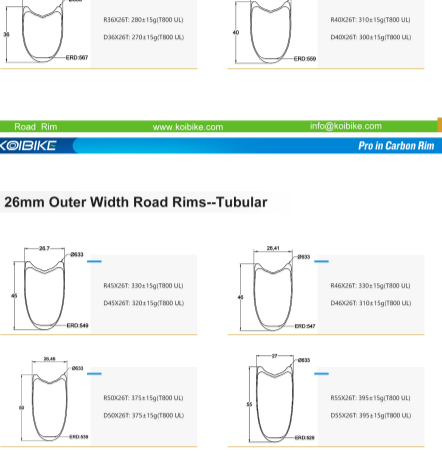 36
R36X26T: 280±15g(T800 UL)
D36X26T: 270±15g(T800 UL)
ERD:567
40
R40X26T: 310±15g(T800 UL)
D40X26T: 300±15g(T800 UL)
ERD:559
Road Rim www.koibike.com info@koibike.com
KOIBIKE Pro in Carbon Rim
26mm Outer Width Road Rims--Tubular
26.7
Ø633
45
R45X26T: 330±15g(T800 UL)
D45X26T: 320±15g(T800 UL)
ERD:549
26.41
Ø633
46
R46X26T: 330±15g(T800 UL)
D46X26T: 310±15g(T800 UL)
ERD:547
26.46
Ø633
50
R50X26T: 375±15g(T800 UL)
D50X26T: 375±15g(T800 UL)
ERD:539
27
Ø633
55
R55X26T: 395±15g(T800 UL)
D55X26T: 395±15g(T800 UL)
ERD:529